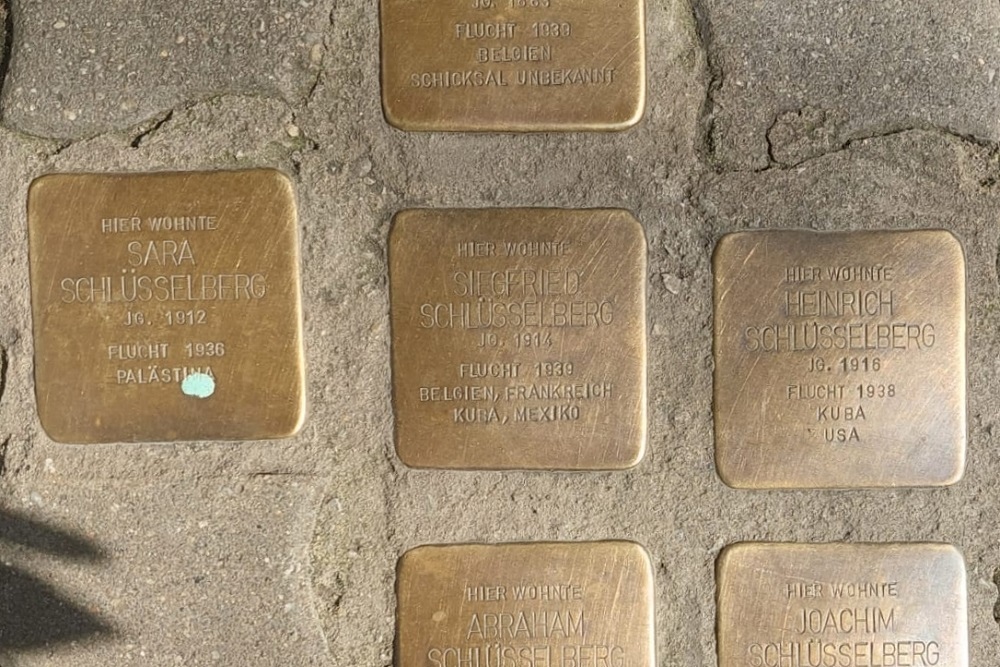 FLUCHT 1939
BELGIEN
SCHICKSAL UNBEKANNT
HIER WOHNTE
SARA
SCHLÜSSELBERG
JG. 1912
FLUCHT 1936
PALÄSTINA
HIER WOHNTE
SIEGFRIED
SCHLÜSSELBERG
JG. 1914
FLUCHT 1939
BELGIEN, FRANKREICH
KUBA, MEXIKO
HIER WOHNTE
HEINRICH
SCHLÜSSELBERG
JG. 1916
FLUCHT 1938
KUBA
USA
HIER WOHNTE
ABRAHAM
SCHLÜSSELBERG
HIER WOHNTE
JOACHIM
SCHLÜSSELBERG